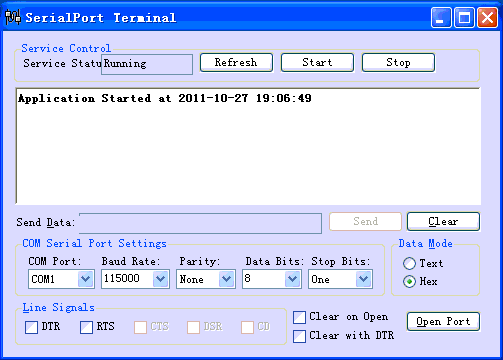 SerialPort Terminal
Service Control
Service Statu Running Refresh Start Stop
Application Started at 2011-10-27 19:06:49
Send Data: Send Clear
COM Serial Port Settings Data Mode
COM Port: Baud Rate: Parity: Data Bits: Stop Bits: Text
COM1 115000 None 8 One Hex
Line Signals Clear on Open
DTR RTS CTS DSR CD Open Port
Clear with DTR